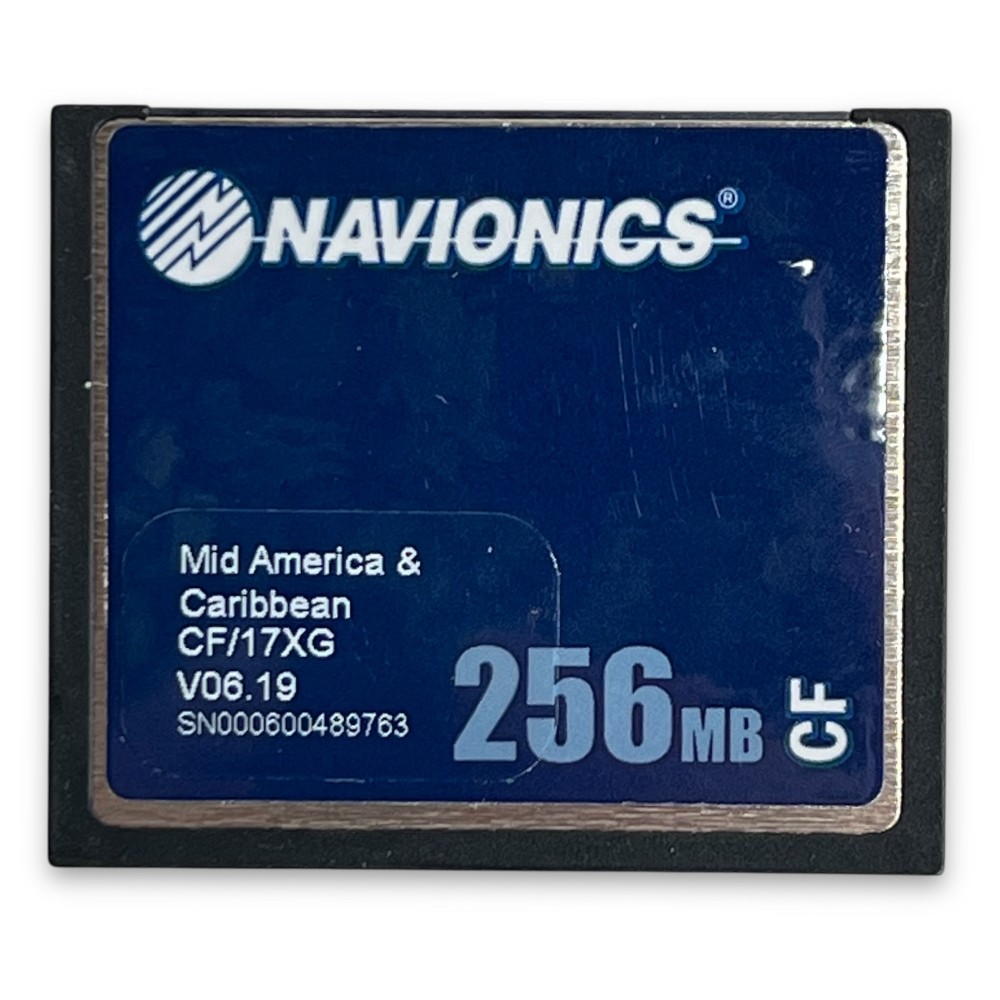 NAVIONICS®
Mid America &
Caribbean
CF/17XG
V06.19
SN000600489763
256MB
CF